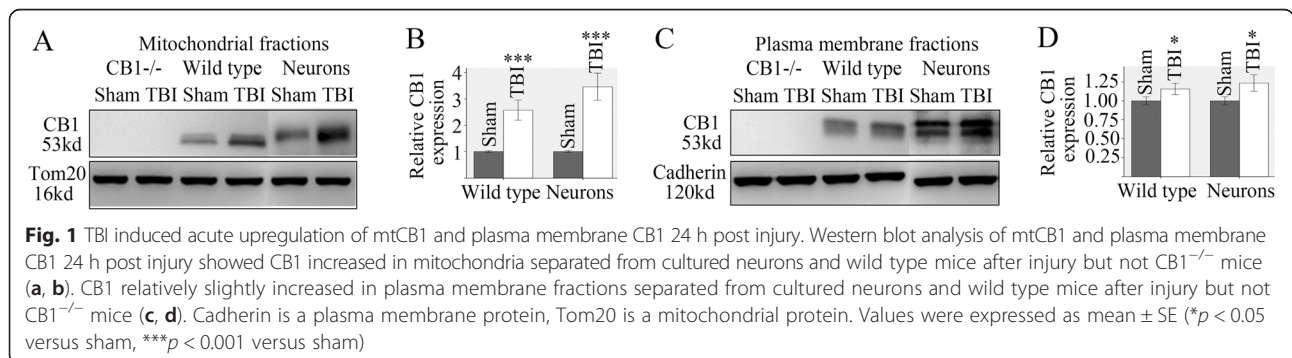 A
Mitochondrial fractions
CB1-/- Wild type Neurons
Sham TBI Sham TBI Sham TBI
CB1
53kd
Tom20
16kd
B
Relative CB1
expression
4
3
2
1
Sham
TBI
***
Sham
TBI
***
Wild type Neurons
C
Plasma membrane fractions
CB1-/- Wild type Neurons
Sham TBI Sham TBI Sham TBI
CB1
53kd
Cadherin
120kd
D
Relative CB1
expression
1.25
1.00
0.75
0.50
0.25
Sham
TBI
*
Sham
TBI
*
Wild type Neurons
Fig. 1 TBI induced acute upregulation of mtCB1 and plasma membrane CB1 24 h post injury. Western blot analysis of mtCB1 and plasma membrane
CB1 24 h post injury showed CB1 increased in mitochondria separated from cultured neurons and wild type mice after injury but not CB1−/− mice
(a, b). CB1 relatively slightly increased in plasma membrane fractions separated from cultured neurons and wild type mice after injury but not
CB1−/− mice (c, d). Cadherin is a plasma membrane protein, Tom20 is a mitochondrial protein. Values were expressed as mean ± SE (*p < 0.05
versus sham, ***p < 0.001 versus sham)